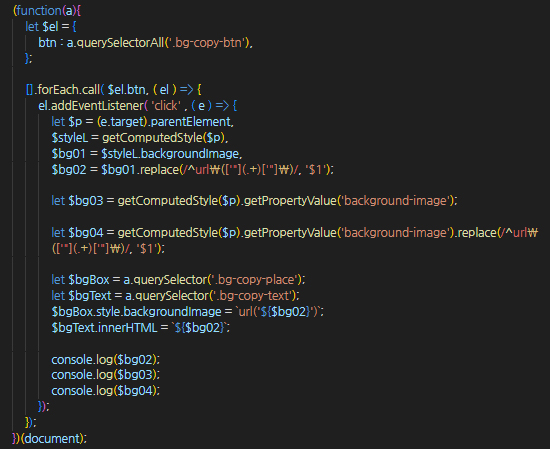 (function(a){
let $el = {
btn : a.querySelectorAll('.bg-copy-btn'),
};
[].forEach.call( $el.btn, ( el ) => {
el.addEventListener( 'click' , ( e ) => {
let $p = (e.target).parentElement,
$styleL = getComputedStyle($p),
$bg01 = $styleL.backgroundImage,
$bg02 = $bg01.replace(/^url₩(['"](.+)['"]₩)/, "$1");
let $bg03 = getComputedStyle($p).getPropertyValue('background-image');
let $bg04 = getComputedStyle($p).getPropertyValue('background-image').replace(/^url₩
(['"](.+)['"]₩)/, "$1");
let $bgBox = a.querySelector('.bg-copy-place');
let $bgText = a.querySelector('.bg-copy-text');
$bgBox.style.backgroundImage = `url('${$bg02}')`;
$bgText.innerHTML = `${$bg02}`;
console.log($bg02);
console.log($bg03);
console.log($bg04);
});
});
})(document);